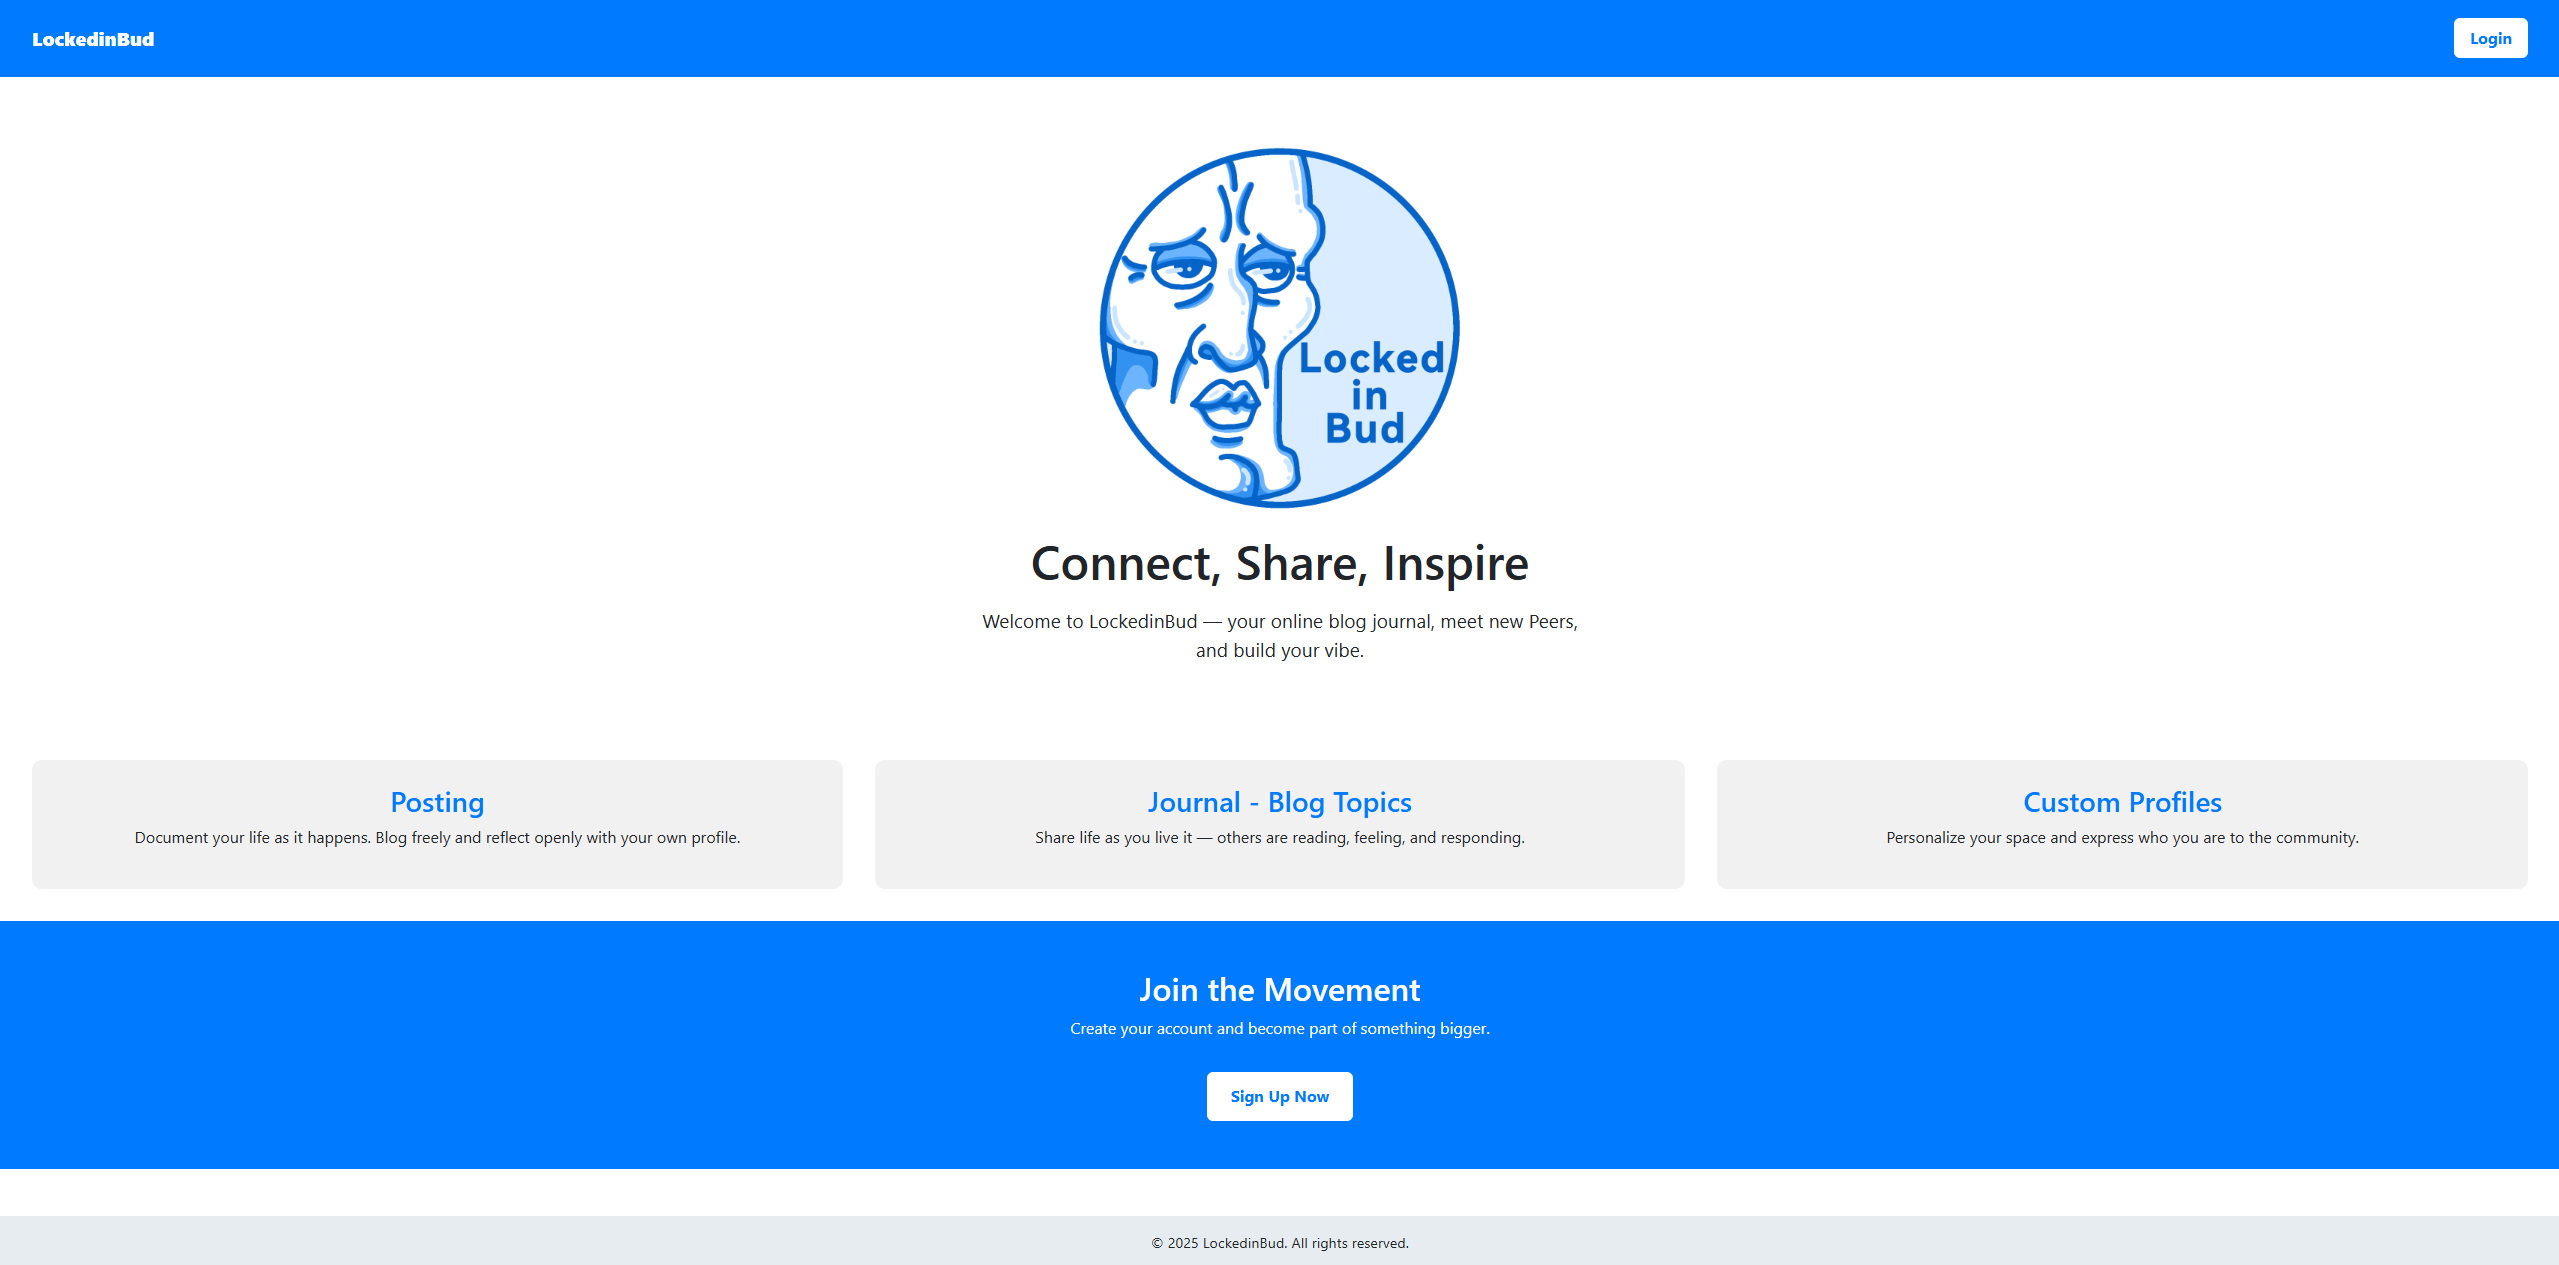 LockedinBud
Login
Locked
in
Bud
Connect, Share, Inspire
Welcome to LockedinBud — your online blog journal, meet new Peers,
and build your vibe.
Posting
Document your life as it happens. Blog freely and reflect openly with your own profile.
Journal - Blog Topics
Share life as you live it — others are reading, feeling, and responding.
Custom Profiles
Personalize your space and express who you are to the community.
Join the Movement
Create your account and become part of something bigger.
Sign Up Now
© 2025 LockedinBud. All rights reserved.